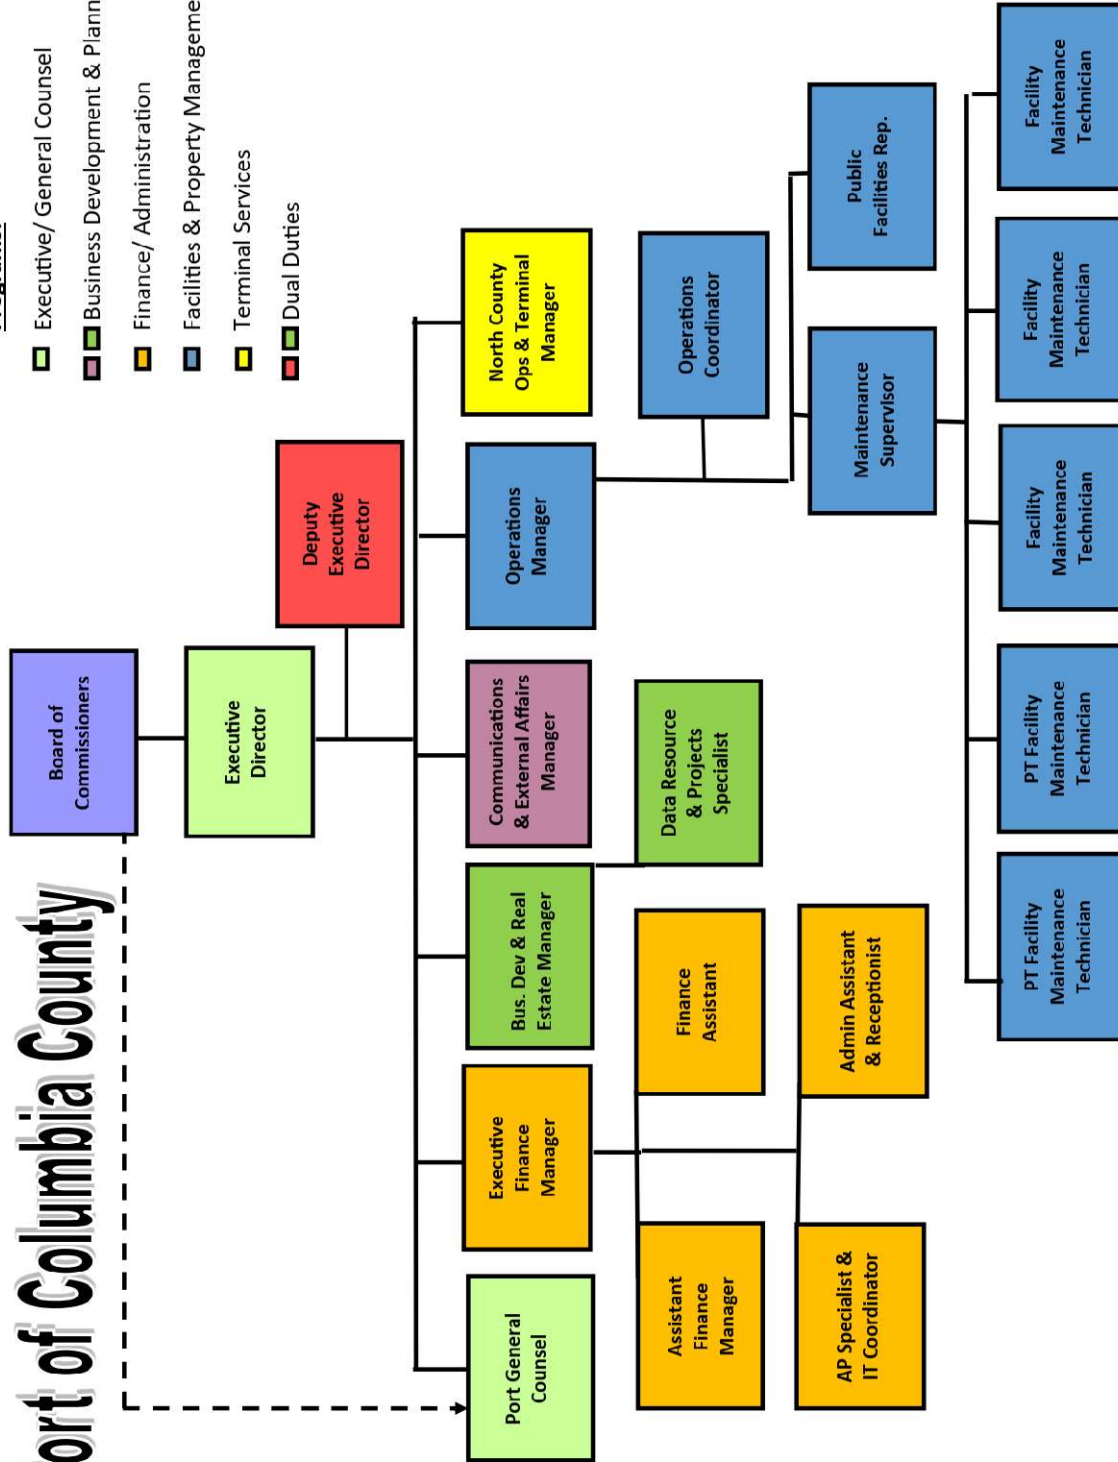 ort of Columbia County
Executive/ General Counsel
Business Development & Plann
Finance/ Administration
Facilities & Property Manageme
Terminal Services
Dual Duties
Board of
Commissioners
Executive
Director
Deputy
Executive
Director
Port General
Counsel
Executive
Finance
Manager
Bus. Dev & Real
Estate Manager
Communications
& External Affairs
Manager
Operations
Manager
North County
Ops & Terminal
Manager
Assistant
Finance
Manager
Finance
Assistant
Data Resource
& Projects
Specialist
Operations
Coordinator
AP Specialist &
IT Coordinator
Admin Assistant
& Receptionist
Maintenance
Supervisor
Public
Facilities Rep.
PT Facility
Maintenance
Technician
PT Facility
Maintenance
Technician
Facility
Maintenance
Technician
Facility
Maintenance
Technician
Facility
Maintenance
Technician